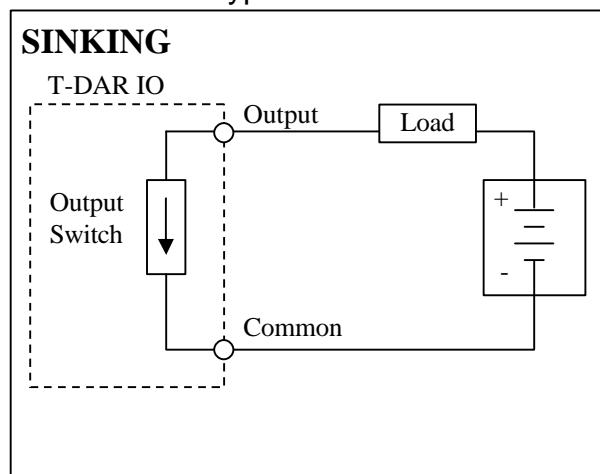 SINKING
T-DAR IO
Output
Load
Output
Switch
+
-
Common